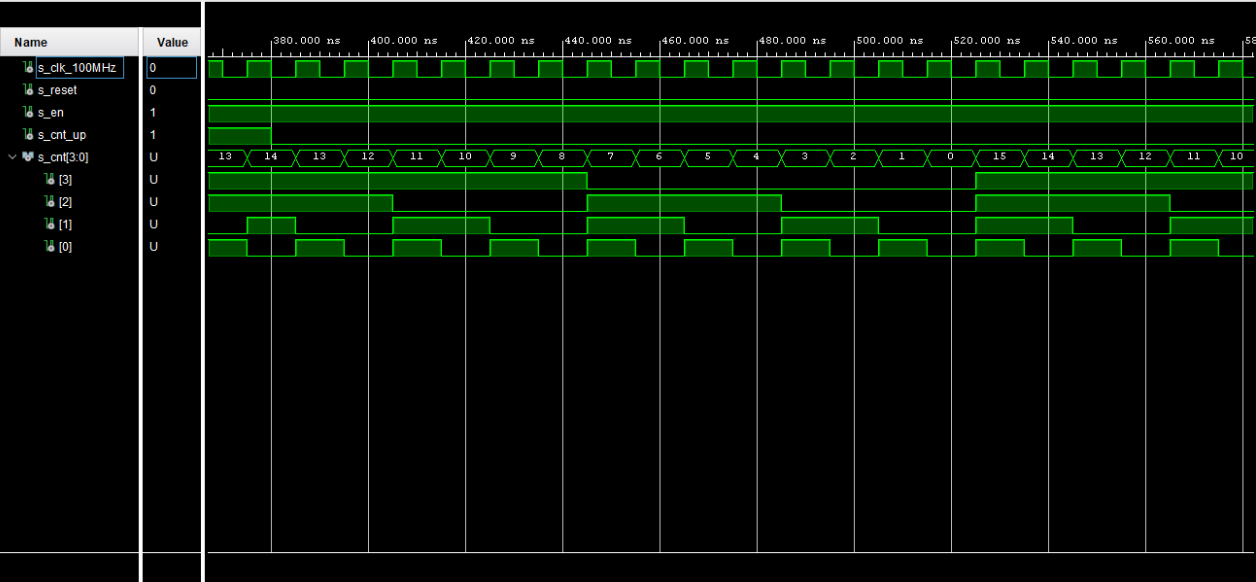 Name Value
380.000 ns 400.000 ns 420.000 ns 440.000 ns 460.000 ns 480.000 ns 500.000 ns 520.000 ns 540.000 ns 560.000 ns 58
s_clk_100MHz 0
s_reset 0
s_en 1
s_cnt_up 1
s_cnt[3:0] U 13 14 13 12 11 10 9 8 7 6 5 4 3 2 1 0 15 14 13 12 11 10
[3] U
[2] U
[1] U
[0] U